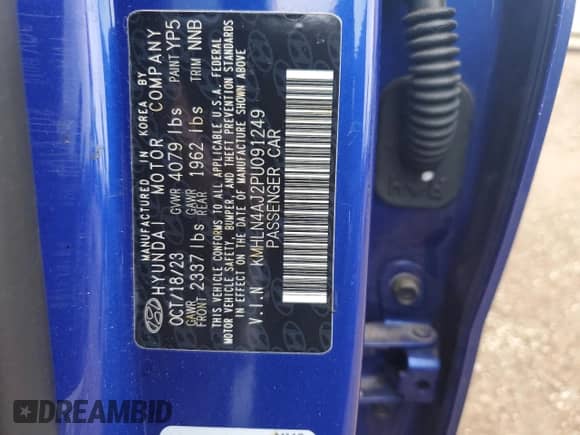 MANUFACTURED IN KOREA BY
HYUNDAI MOTOR COMPANY
OCT/18/23 GVWR 4079 lbs PAINT YP5
GAWR FRONT 2337 lbs GAWR REAR 1962 lbs TRIM NNB
THIS VEHICLE CONFORMS TO ALL APPLICABLE U.S.A. FEDERAL
MOTOR VEHICLE SAFETY, BUMPER, AND THEFT PREVENTION STANDARDS
IN EFFECT ON THE DATE OF MANUFACTURE SHOWN ABOVE
V.I.N KMHLN4AJ2PU091249
PASSENGER CAR
DREAMBID